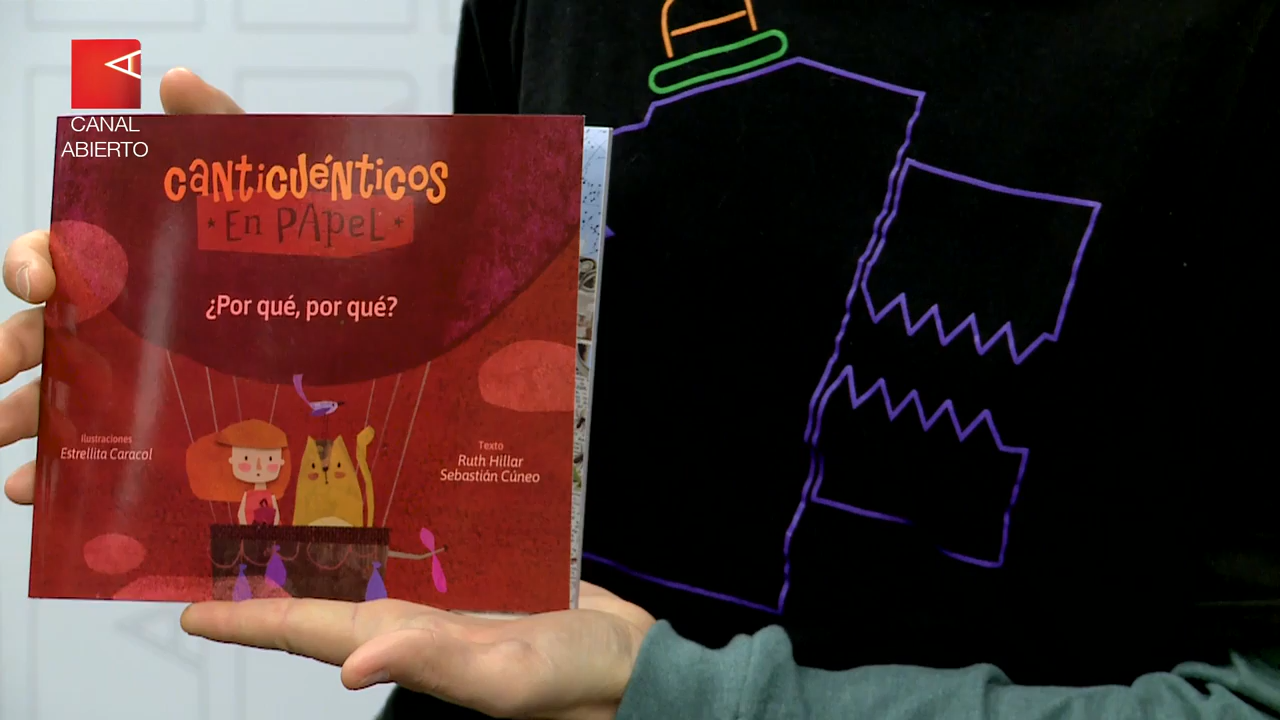 CANAL
ABIERTO
CANTICUÉNTICOS
En PAPeL
¿Por qué, por qué?
Ilustraciones
Estrellita Caracol
Texto
Ruth Hillar
Sebastián Cúneo